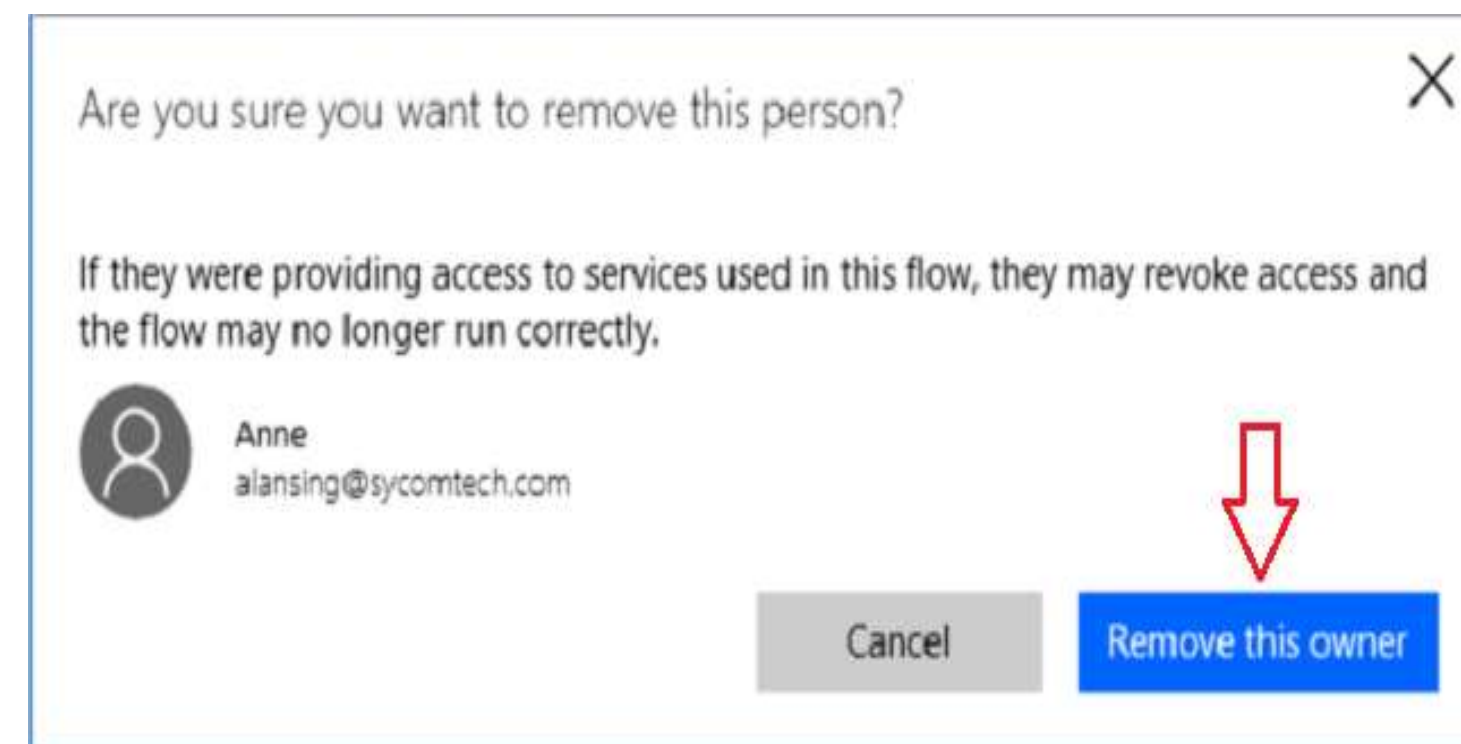 Are you sure you want to remove this person?
If they were providing access to services used in this flow, they may revoke access and
the flow may no longer run correctly.
Anne
alansing@sycomtech.com
Cancel
Remove this owner